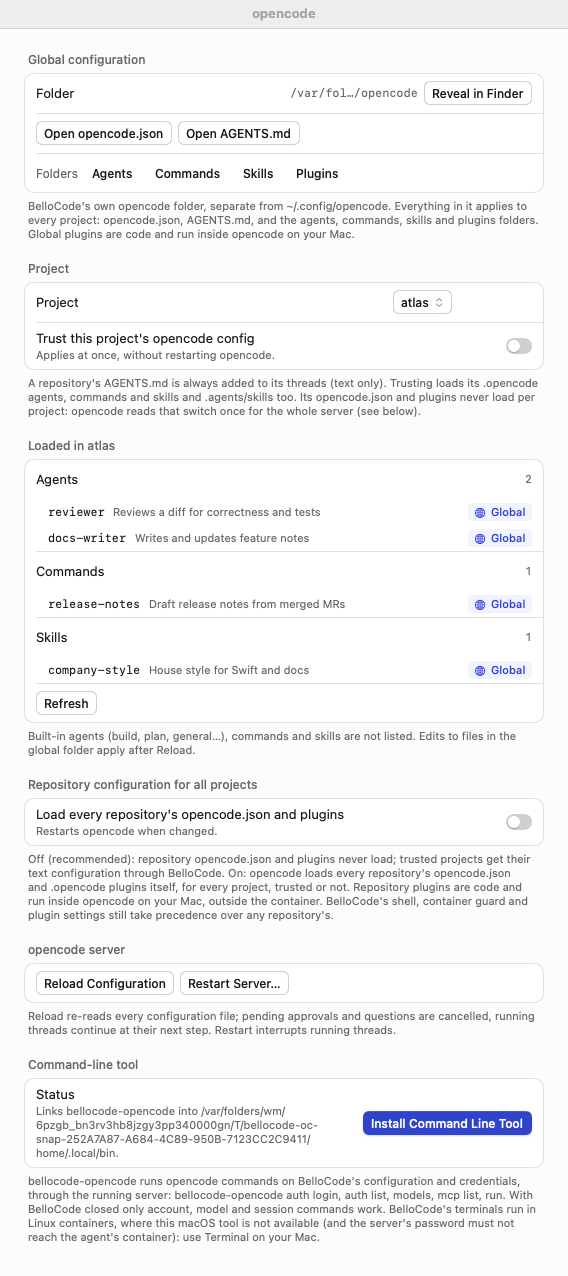 opencode
Global configuration
Folder /var/fol…/opencode Reveal in Finder
Open opencode.json Open AGENTS.md
Folders Agents Commands Skills Plugins
BelloCode's own opencode folder, separate from ~/.config/opencode. Everything in it applies to
every project: opencode.json, AGENTS.md, and the agents, commands, skills and plugins folders.
Global plugins are code and run inside opencode on your Mac.
Project
Project atlas
Trust this project's opencode config
Applies at once, without restarting opencode.
A repository's AGENTS.md is always added to its threads (text only). Trusting loads its .opencode
agents, commands and skills and .agents/skills too. Its opencode.json and plugins never load per
project: opencode reads that switch once for the whole server (see below).
Loaded in atlas
Agents 2
reviewer Reviews a diff for correctness and tests Global
docs-writer Writes and updates feature notes Global
Commands 1
release-notes Draft release notes from merged MRs Global
Skills 1
company-style House style for Swift and docs Global
Refresh
Built-in agents (build, plan, general…), commands and skills are not listed. Edits to files in the
global folder apply after Reload.
Repository configuration for all projects
Load every repository's opencode.json and plugins
Restarts opencode when changed.
Off (recommended): repository opencode.json and plugins never load; trusted projects get their
text configuration through BelloCode. On: opencode loads every repository's opencode.json
and .opencode plugins itself, for every project, trusted or not. Repository plugins are code and
run inside opencode on your Mac, outside the container. BelloCode's shell, container guard and
plugin settings still take precedence over any repository's.
opencode server
Reload Configuration Restart Server…
Reload re-reads every configuration file; pending approvals and questions are cancelled, running
threads continue at their next step. Restart interrupts running threads.
Command-line tool
Status
Links bellocode-opencode into /var/folders/wm/
6pzgb_bn3rv3hb8jzgy3pp340000gn/T/bellocode-oc-
snap-252A7A87-A684-4C89-950B-7123CC2C9411/
home/.local/bin.
Install Command Line Tool
bellocode-opencode runs opencode commands on BelloCode's configuration and credentials,
through the running server: bellocode-opencode auth login, auth list, models, mcp list, run. With
BelloCode closed only account, model and session commands work. BelloCode's terminals run in
Linux containers, where this macOS tool is not available (and the server's password must not
reach the agent's container): use Terminal on your Mac.